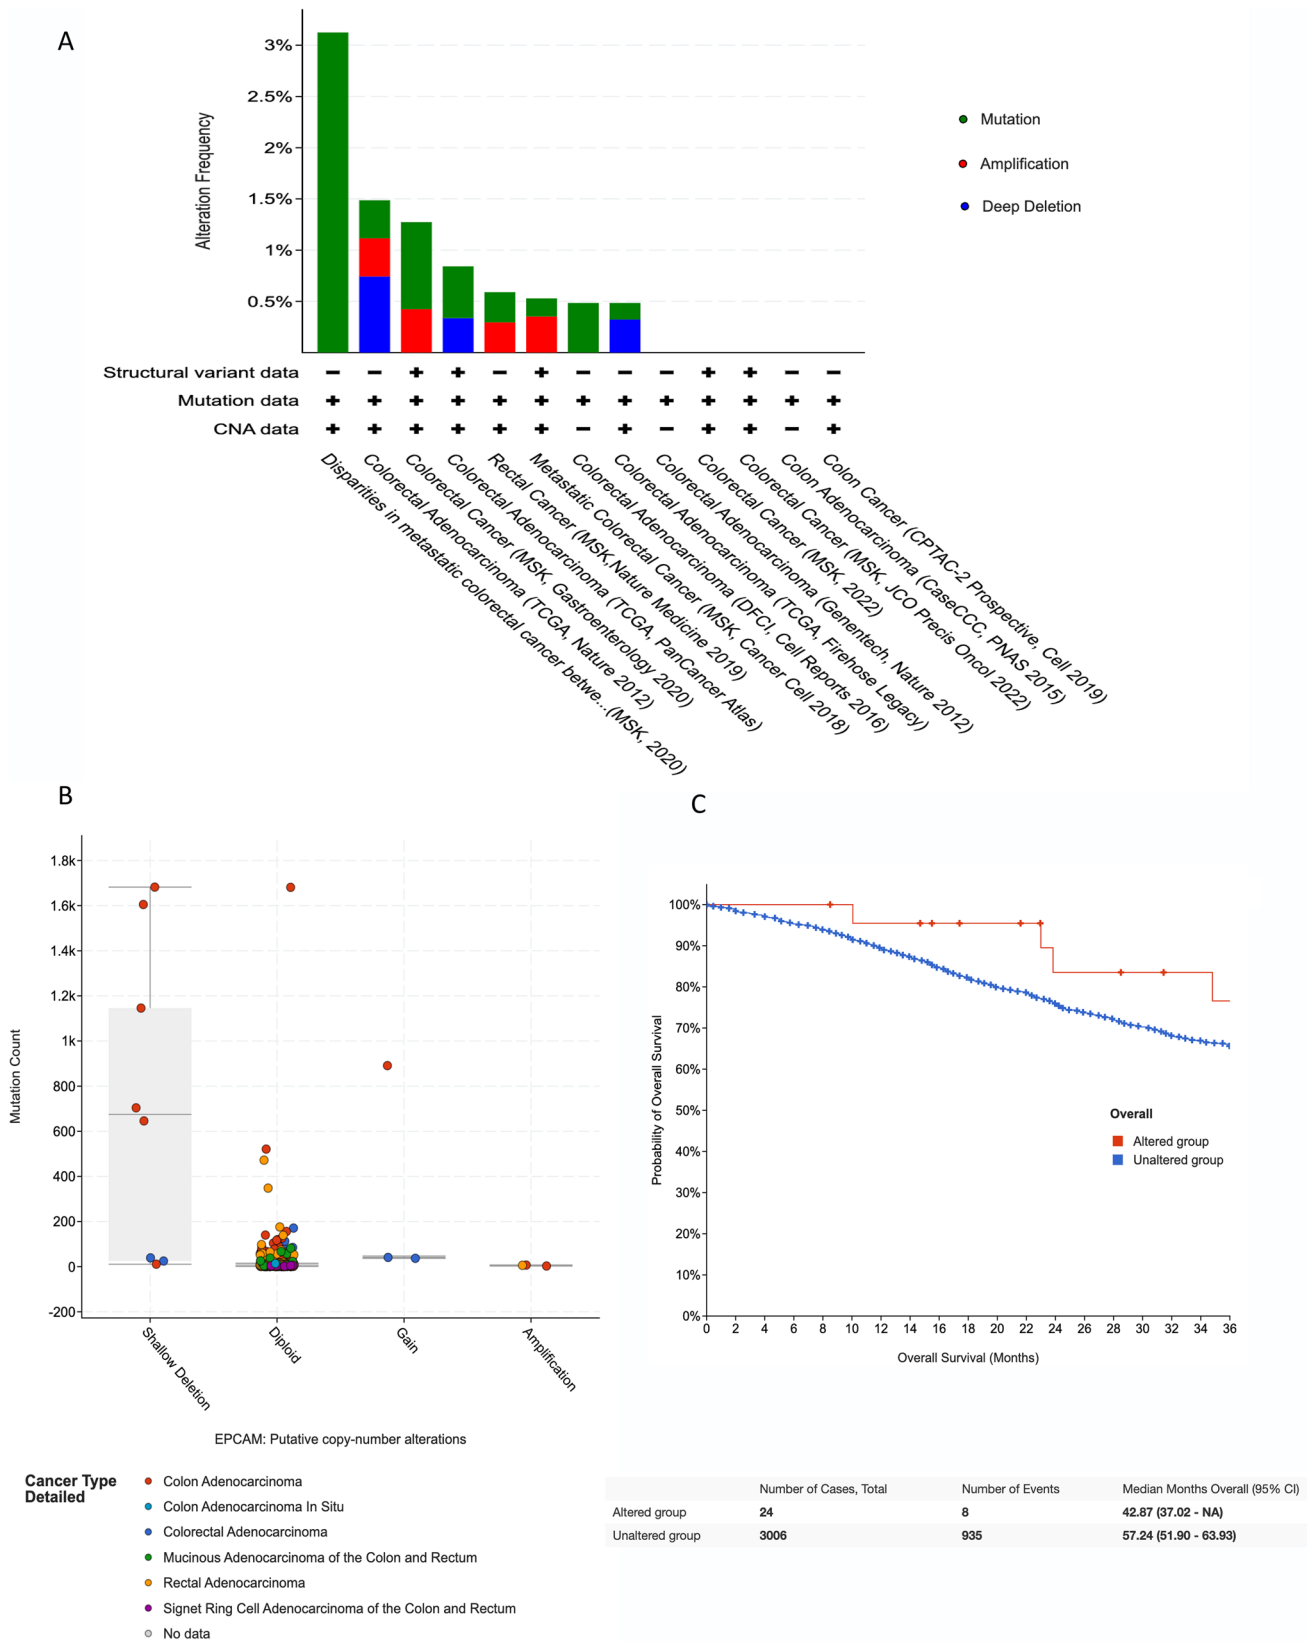 A
3%
2.5%
2%
1.5%
1%
0.5%
Alteration Frequency
Mutation
Amplification
Deep Deletion
Structural variant data
Mutation data
CNA data
Disparities in metastatic colorectal cancer betwe...(MSK, 2020)
Colorectal Adenocarcinoma (TCGA, Nature 2012)
Colorectal Cancer (MSK, Gastroenterology 2020)
Colorectal Adenocarcinoma (TCGA, PanCancer Atlas)
Rectal Cancer (MSK,Nature Medicine 2019)
Metastatic Colorectal Cancer (MSK, Cancer Cell 2018)
Colorectal Adenocarcinoma (DFCI, Cell Reports 2016)
Colorectal Adenocarcinoma (TCGA, Firehose Legacy)
Colorectal Adenocarcinoma (Genentech, Nature 2012)
Colorectal Cancer (MSK, 2022)
Colorectal Cancer (MSK, JCO Precis Oncol 2022)
Colon Adenocarcinoma (CaseCCC, PNAS 2015)
Colon Cancer (CPTAC-2 Prospective, Cell 2019)
B
1.8k
1.6k
1.4k
1.2k
1k
800
600
400
200
0
-200
Mutation Count
Shallow Deletion
Diploid
Gain
Amplification
EPCAM: Putative copy-number alterations
Cancer Type
Detailed
Colon Adenocarcinoma
Colon Adenocarcinoma In Situ
Colorectal Adenocarcinoma
Mucinous Adenocarcinoma of the Colon and Rectum
Rectal Adenocarcinoma
Signet Ring Cell Adenocarcinoma of the Colon and Rectum
No data
C
100%
90%
80%
70%
60%
50%
40%
30%
20%
10%
0%
Probability of Overall Survival
0 2 4 6 8 10 12 14 16 18 20 22 24 26 28 30 32 34 36
Overall Survival (Months)
Overall
Altered group
Unaltered group
Number of Cases, Total Number of Events Median Months Overall (95% CI)
Altered group 24 8 42.87 (37.02 - NA)
Unaltered group 3006 935 57.24 (51.90 - 63.93)